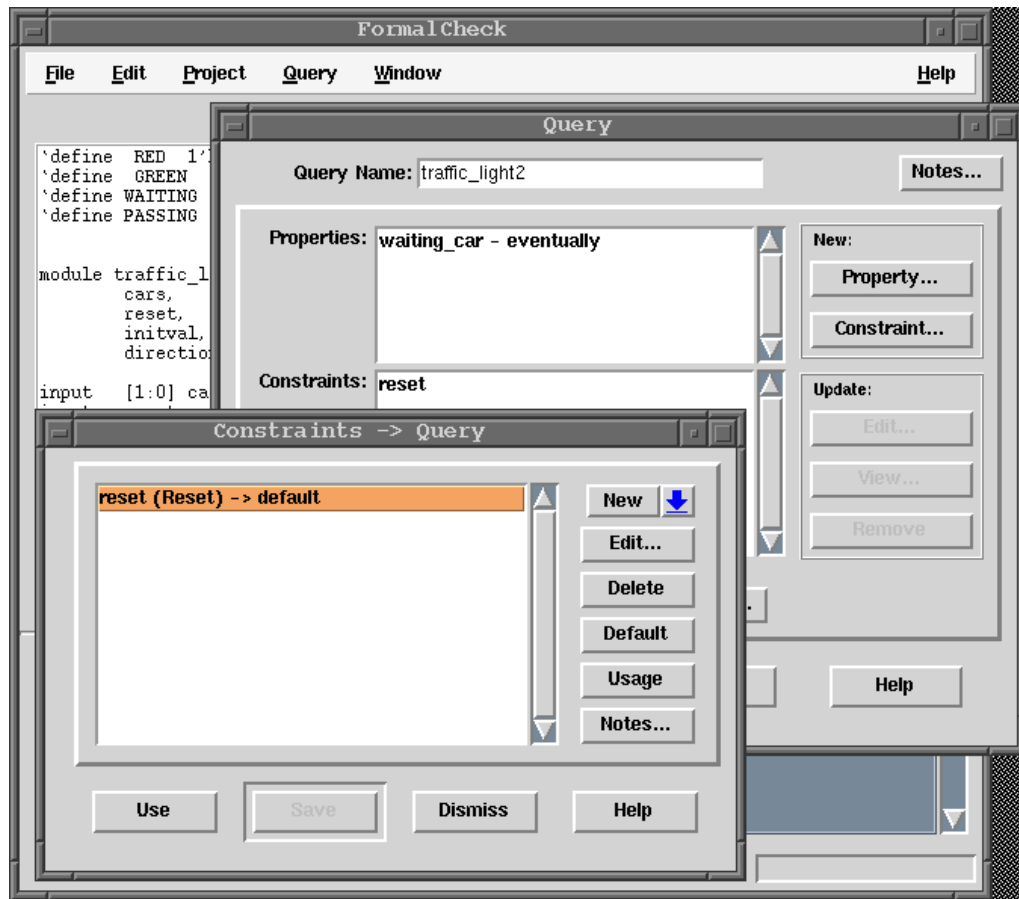 FormalCheck
File Edit Project Query Window Help
Query
Query Name: traffic_light2 Notes...
`define RED 1'
`define GREEN
`define WAITING
`define PASSING
module traffic_l
cars,
reset,
initval,
directio
input [1:0] ca
Properties: waiting_car - eventually
New:
Property...
Constraint...
Constraints: reset
Update:
Edit...
View...
Remove
Help
Constraints -> Query
reset (Reset) -> default
New
Edit...
Delete
Default
Usage
Notes...
Use Save Dismiss Help